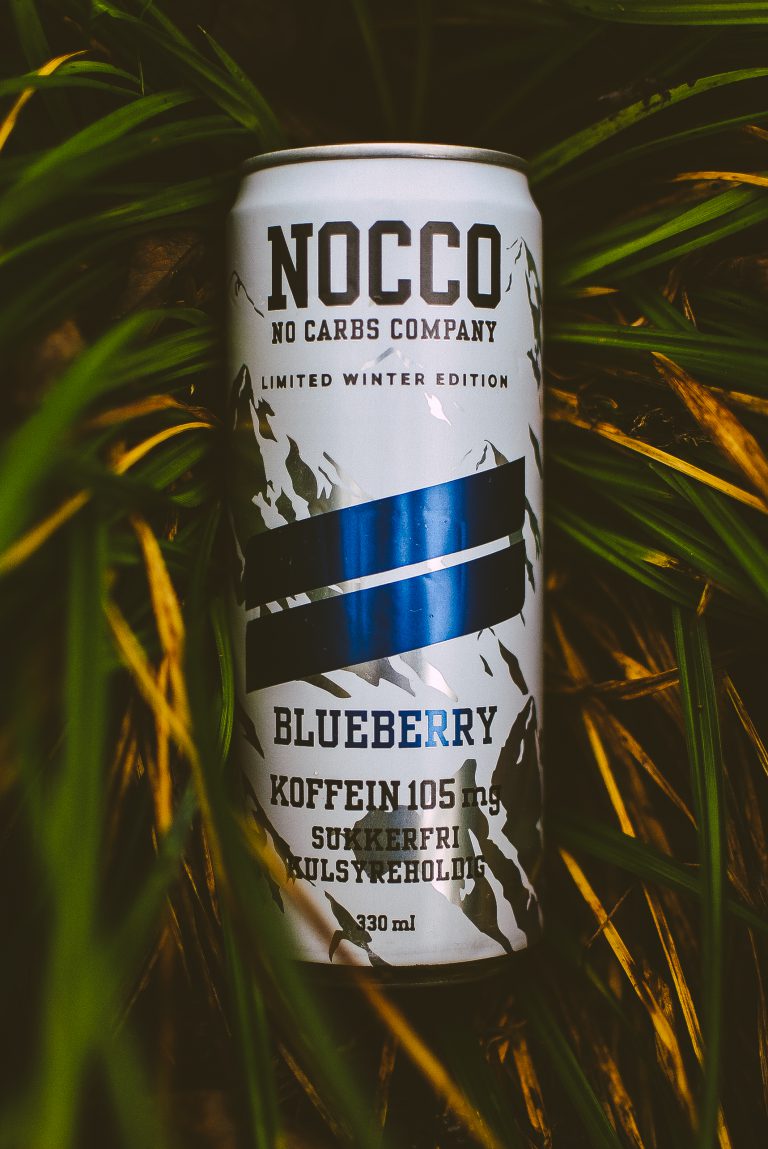 NOCCO
NO CARBS COMPANY
LIMITED WINTER EDITION
BLUEBERRY
KOFFEIN 105 mg
SUKKERFRI
KULSYREHOLDIG
330 ml